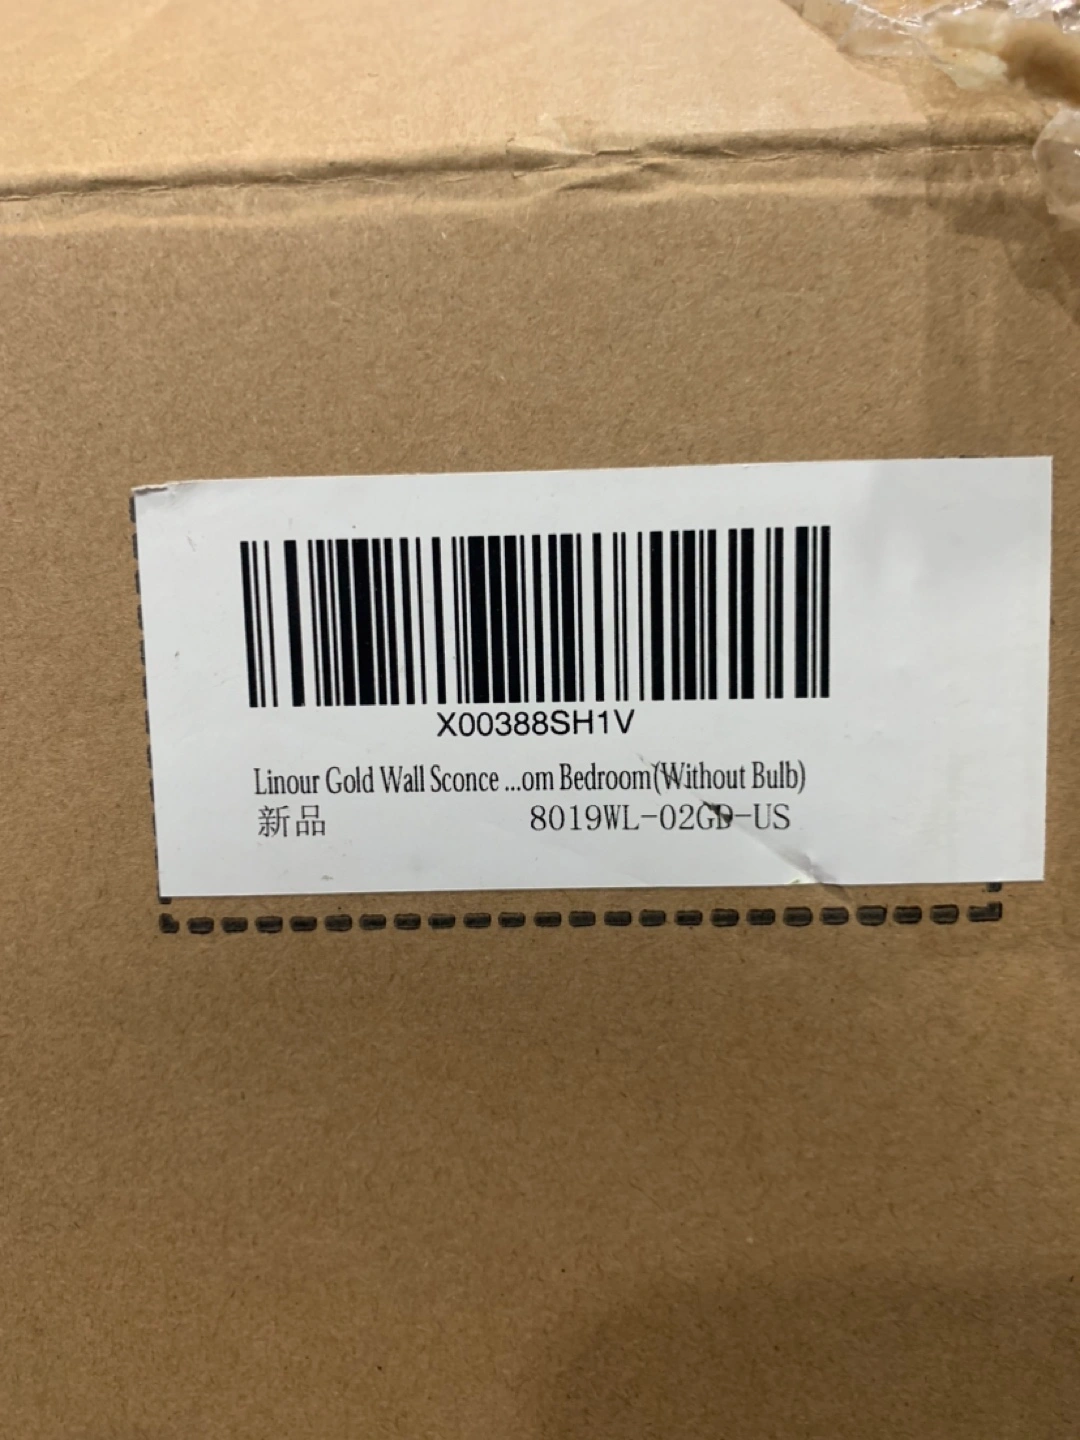 X00388SH1V
Linour Gold Wall Sconce ...om Bedroom(Without Bulb)
新品 8019WL-02GD-US